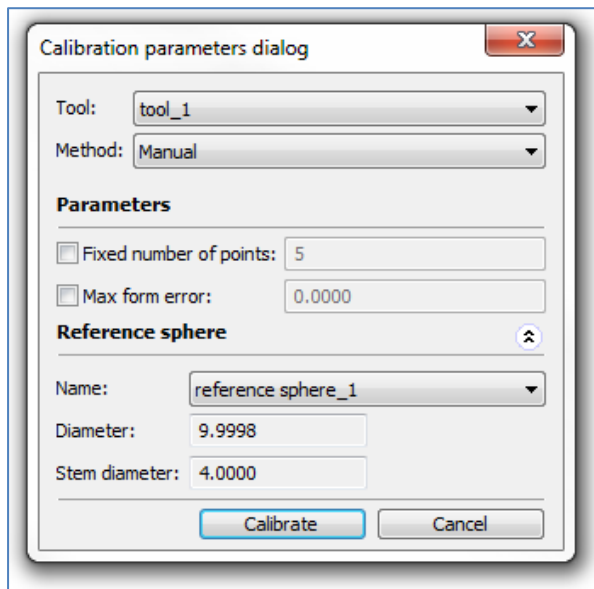 Calibration parameters dialog
Tool: tool_1
Method: Manual
Parameters
Fixed number of points: 5
Max form error: 0.0000
Reference sphere
Name: reference sphere_1
Diameter: 9.9998
Stem diameter: 4.0000
Calibrate Cancel